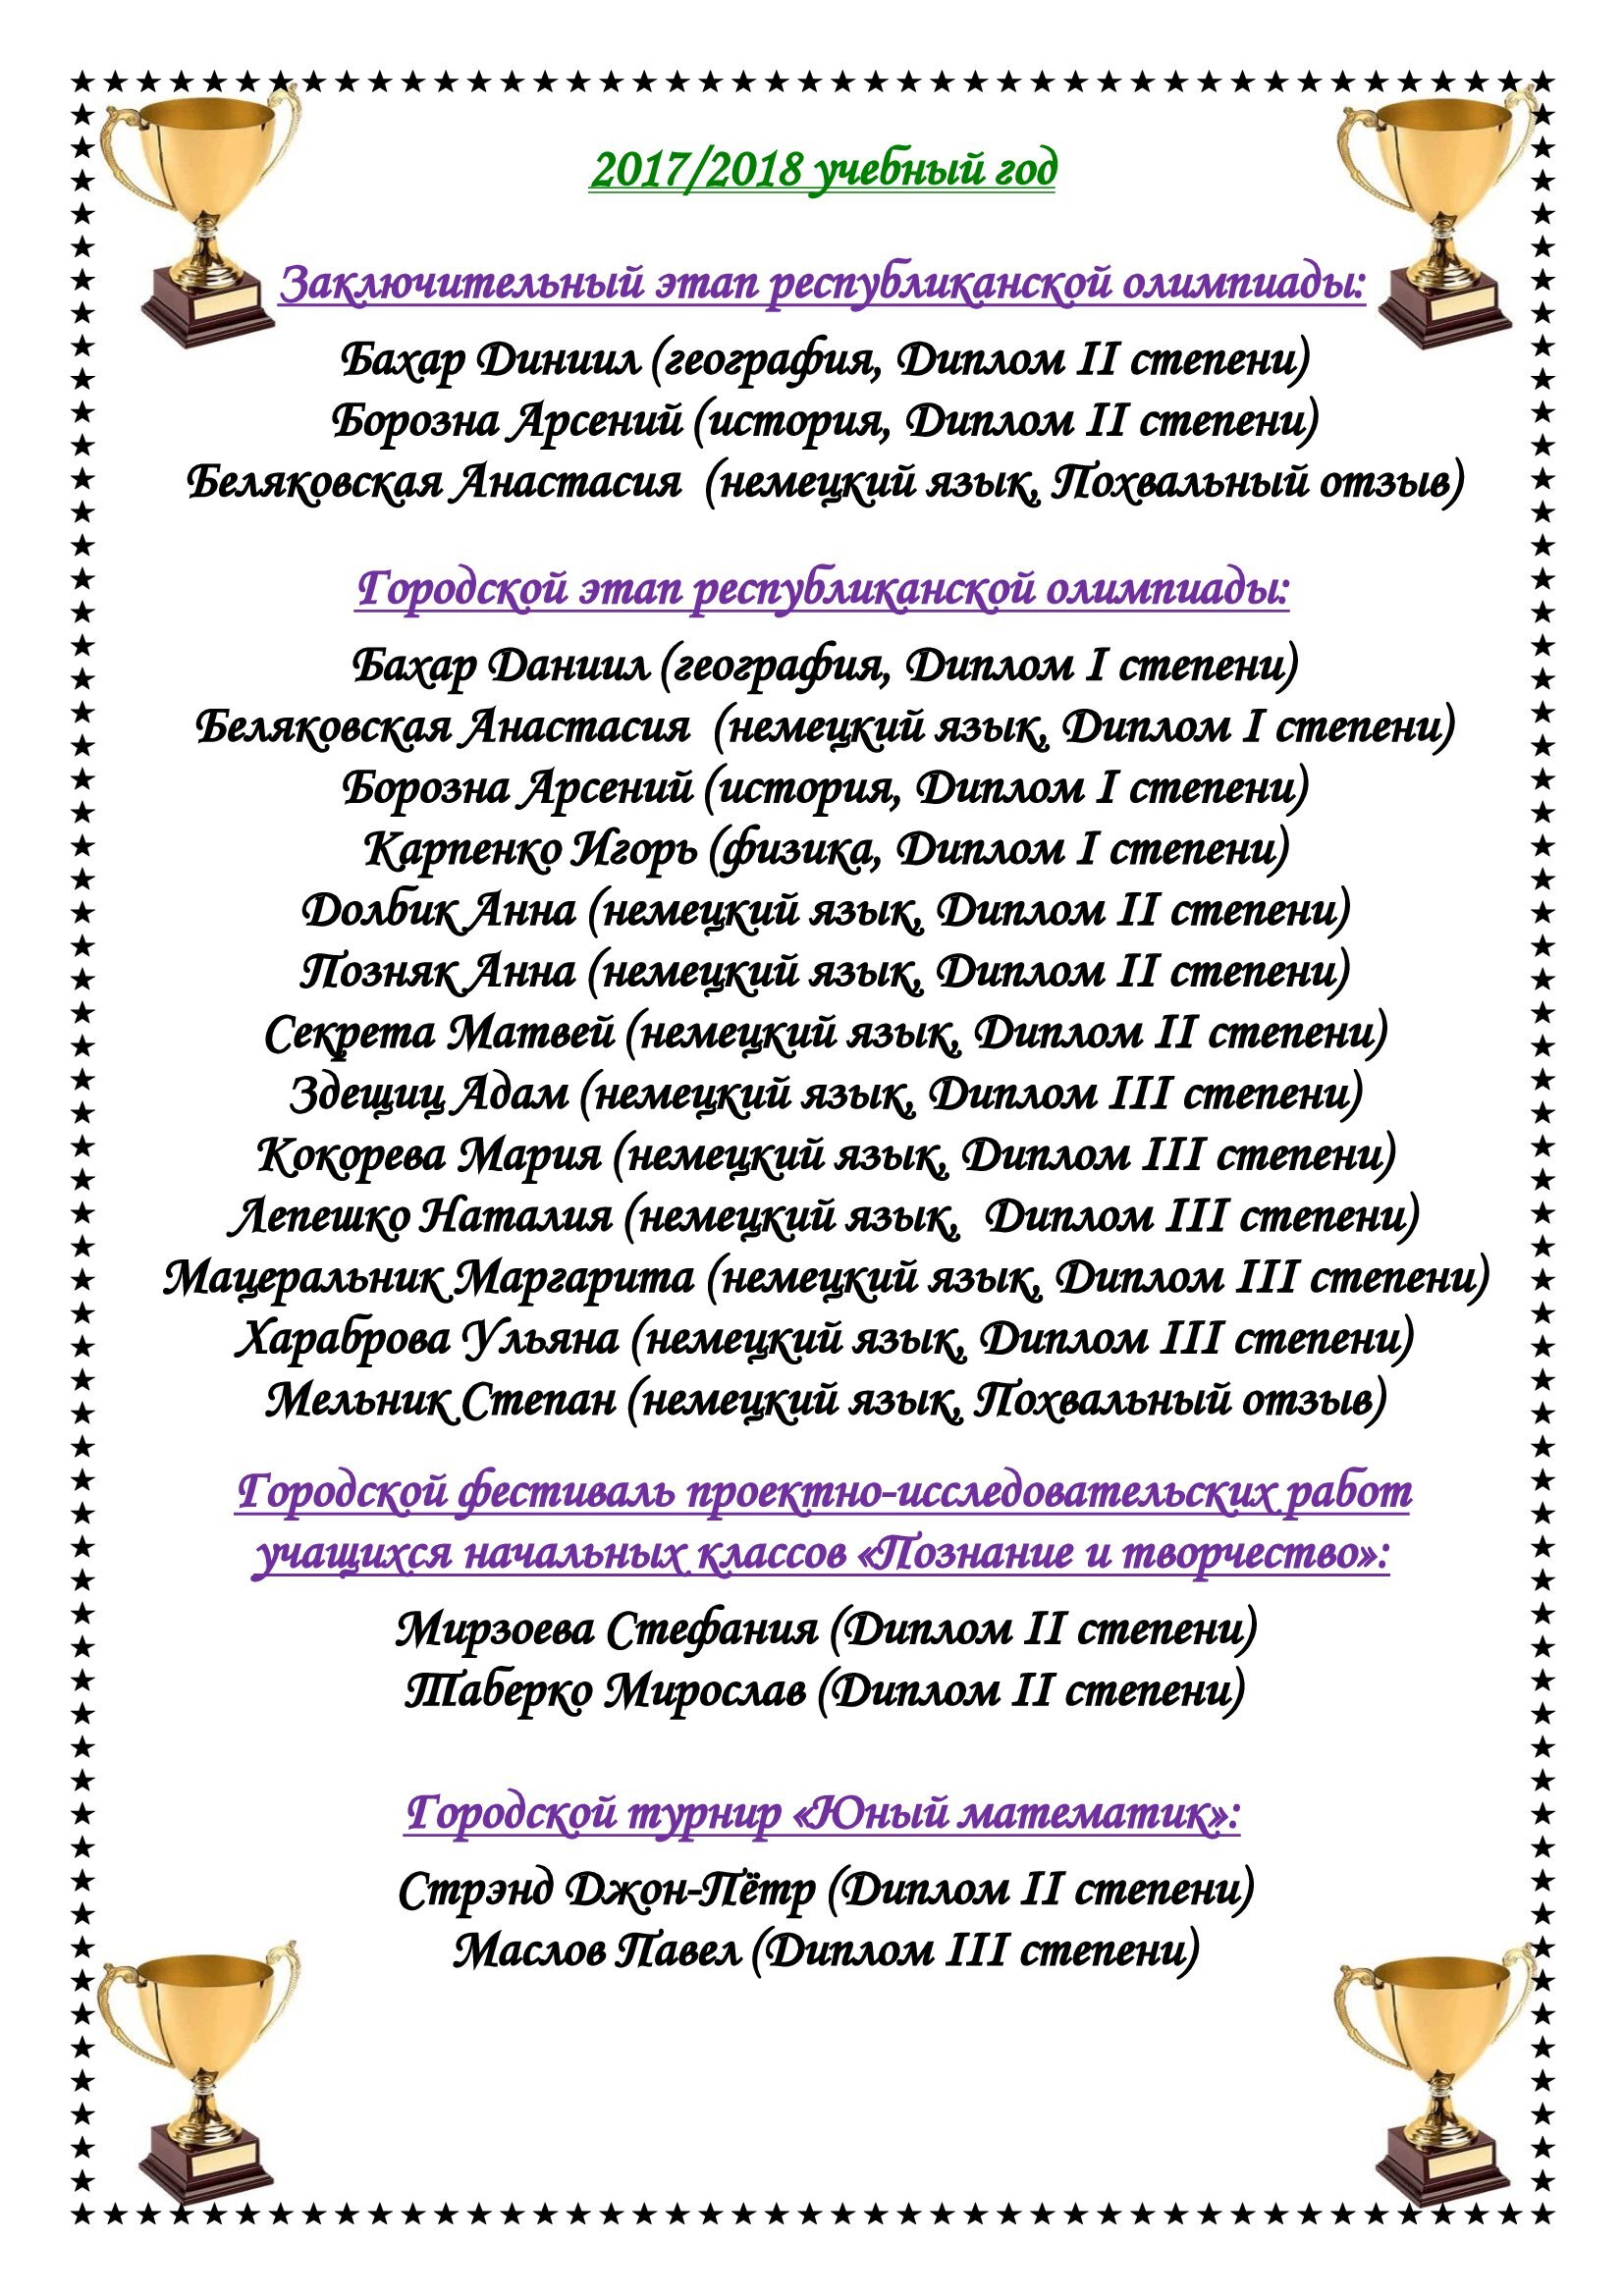 2017/2018 учебный год
Заключительный этап республиканской олимпиады:
Бахар Диниил (география, Диплом II степени)
Борозна Арсений (история, Диплом II степени)
Беляковская Анастасия (немецкий язык, Похвальный отзыв)
Городской этап республиканской олимпиады:
Бахар Даниил (география, Диплом I степени)
Беляковская Анастасия (немецкий язык, Диплом I степени)
Борозна Арсений (история, Диплом I степени)
Карпенко Игорь (физика, Диплом I степени)
Долбик Анна (немецкий язык, Диплом II степени)
Позняк Анна (немецкий язык, Диплом II степени)
Секрета Матвей (немецкий язык, Диплом II степени)
Здещиц Адам (немецкий язык, Диплом III степени)
Кокорева Мария (немецкий язык, Диплом III степени)
Лепешко Наталия (немецкий язык, Диплом III степени)
Мацеральник Маргарита (немецкий язык, Диплом III степени)
Хараброва Ульяна (немецкий язык, Диплом III степени)
Мельник Степан (немецкий язык, Похвальный отзыв)
Городской фестиваль проектно-исследовательских работ
учащихся начальных классов «Познание и творчество»:
Мирзоева Стефания (Диплом II степени)
Таберко Мирослав (Диплом II степени)
Городской турнир «Юный математик»:
Стрэнд Джон-Пётр (Диплом II степени)
Маслов Павел (Диплом III степени)